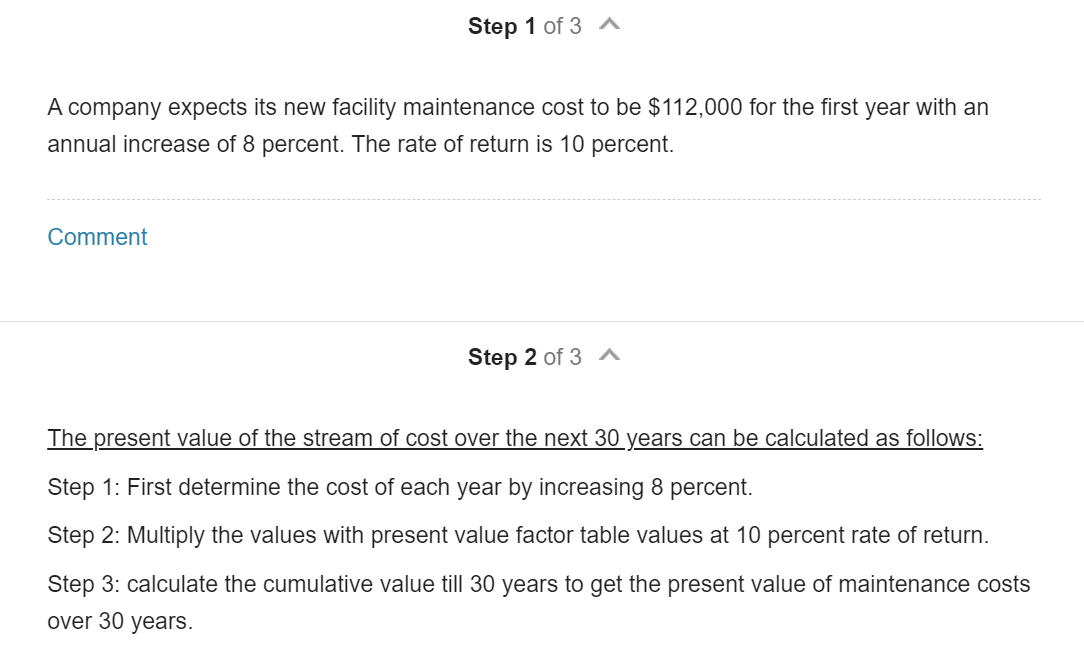 Step 1 of 3
A company expects its new facility maintenance cost to be $112,000 for the first year with an
annual increase of 8 percent. The rate of return is 10 percent.
Comment
Step 2 of 3
The present value of the stream of cost over the next 30 years can be calculated as follows:
Step 1: First determine the cost of each year by increasing 8 percent.
Step 2: Multiply the values with present value factor table values at 10 percent rate of return.
Step 3: calculate the cumulative value till 30 years to get the present value of maintenance costs
over 30 years.